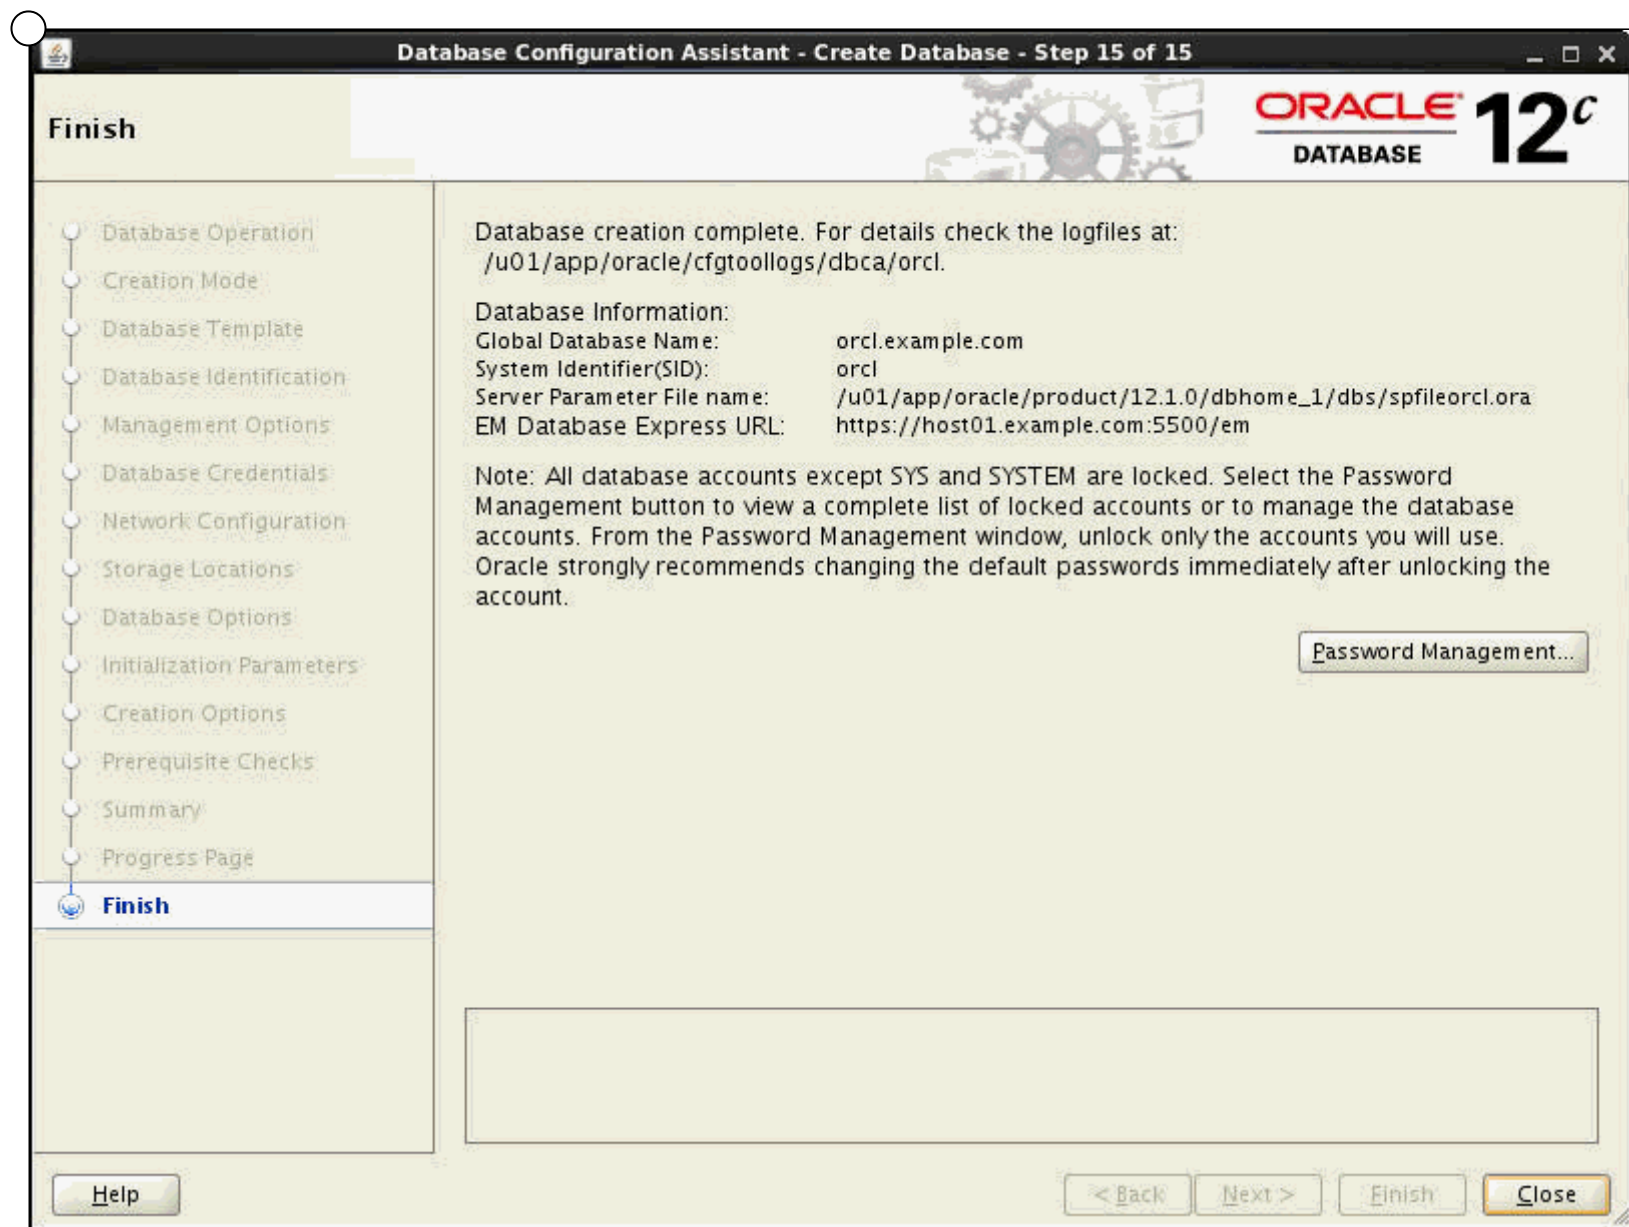 Database Configuration Assistant - Create Database - Step 15 of 15
Finish
ORACLE
DATABASE
12c
Database Operation
Creation Mode
Database Template
Database Identification
Management Options
Database Credentials
Network Configuration
Storage Locations
Database Options
Initialization Parameters
Creation Options
Prerequisite Checks
Summary
Progress Page
Finish
Database creation complete. For details check the logfiles at:
/u01/app/oracle/cfgtoollogs/dbca/orcl.
Database Information:
Global Database Name: orcl.example.com
System Identifier(SID): orcl
Server Parameter File name: /u01/app/oracle/product/12.1.0/dbhome_1/dbs/spfileorcl.ora
EM Database Express URL: https://host01.example.com:5500/em
Note: All database accounts except SYS and SYSTEM are locked. Select the Password
Management button to view a complete list of locked accounts or to manage the database
accounts. From the Password Management window, unlock only the accounts you will use.
Oracle strongly recommends changing the default passwords immediately after unlocking the
account.
Password Management...
Help
< Back
Next >
Finish
Close